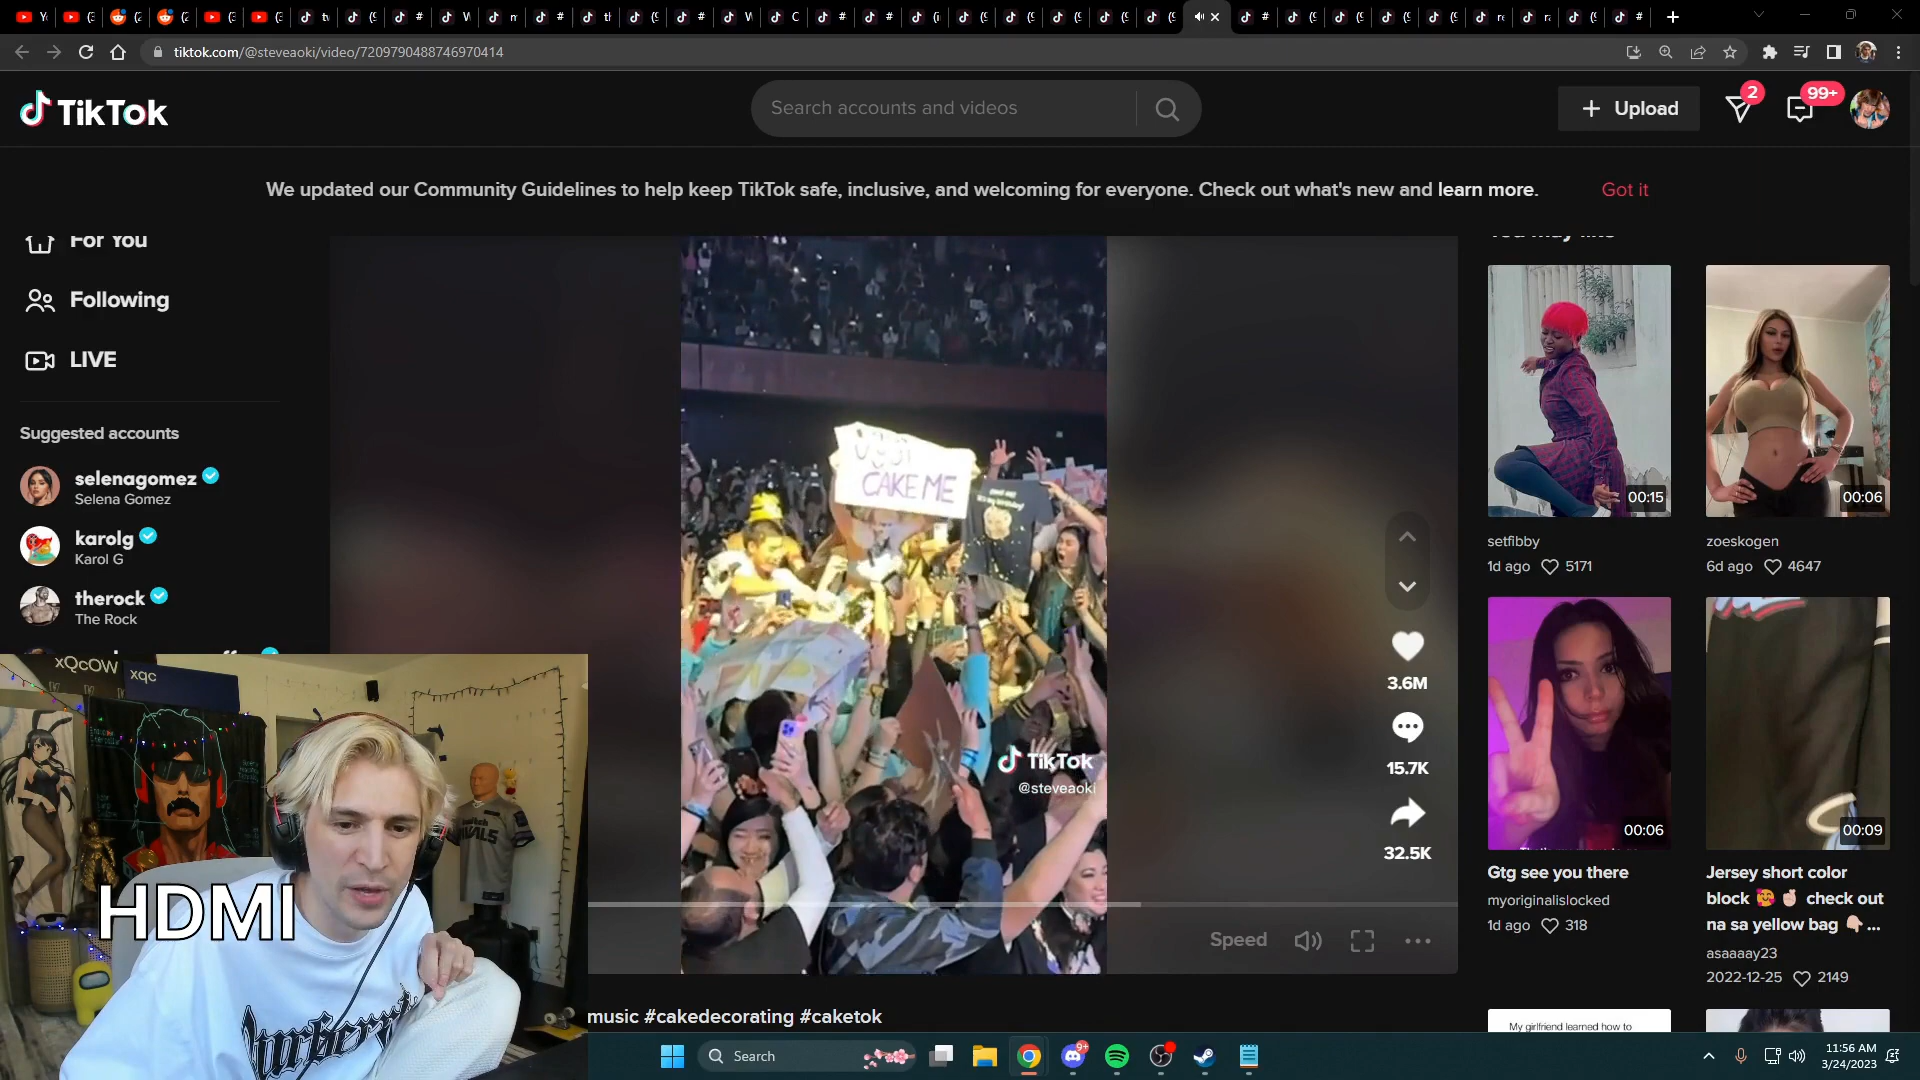 tiktok.com/@steveaoki/video/7209790488746970414
TikTok
Search accounts and videos
Upload
2
99+
We updated our Community Guidelines to help keep TikTok safe, inclusive, and welcoming for everyone. Check out what's new and learn more.
Got it
For You
Following
LIVE
Suggested accounts
selenagomez
Selena Gomez
karolg
Karol G
therock
The Rock
CAKE ME
TikTok
@steveaoki
3.6M
15.7K
32.5K
Speed
You may like
00:15
setfibby
1d ago 5171
00:06
zoeskogen
6d ago 4647
00:06
Gtg see you there
myoriginalislocked
1d ago 318
00:09
Jersey short color
block 🥰 ☝🏻 check out
na sa yellow bag 👇🏻 ...
asaaaay23
2022-12-25 2149
My girlfriend learned how to
xQcOW
xqc
RIVALS
HDMI
music #cakedecorating #caketok
Search
9+
11:56 AM
3/24/2023